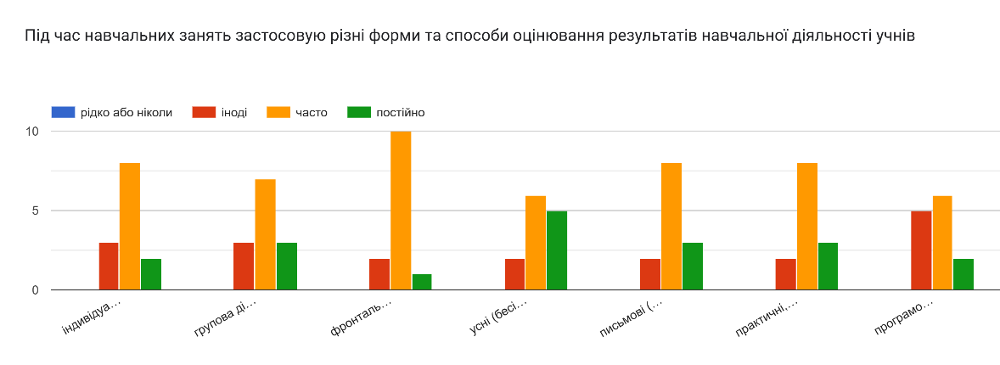 Під час навчальних занять застосовую різні форми та способи оцінювання результатів навчальної діяльності учнів
рідко або ніколи іноді часто постійно
10
5
0
індивідуа… групова ді… фронталь… усні (бесі… письмові (… практичні,… програмо…